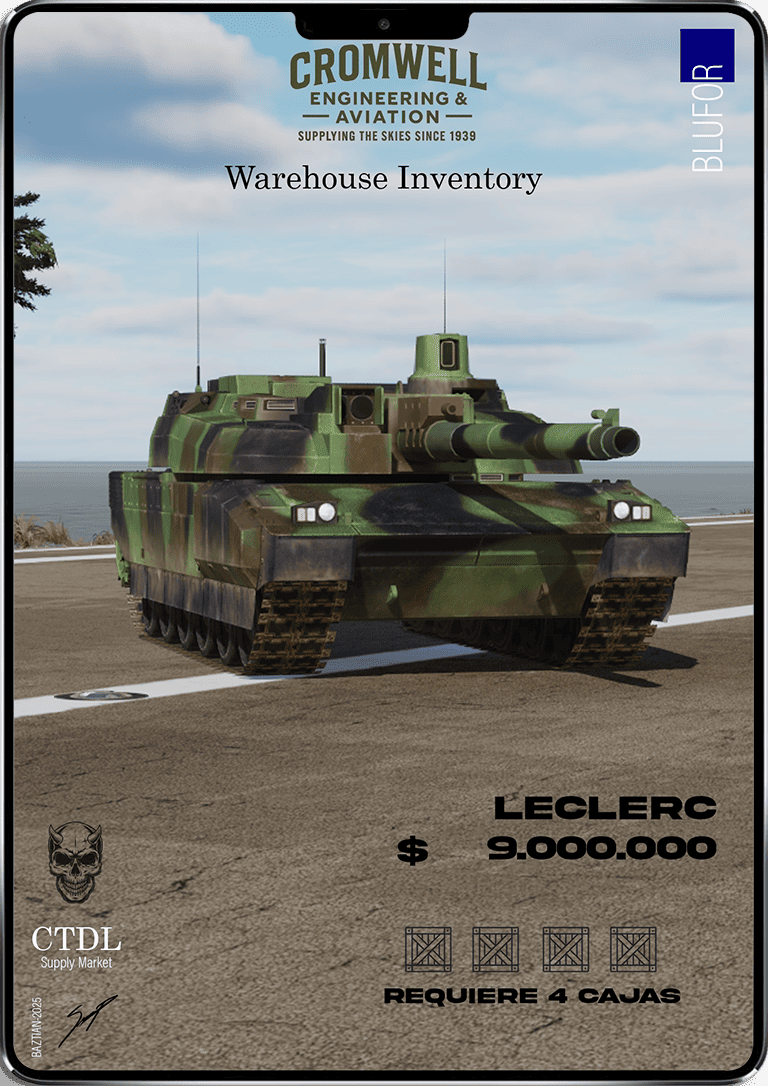 CROMWELL
ENGINEERING &
AVIATION
SUPPLYING THE SKIES SINCE 1939
BLUFOR
Warehouse Inventory
LECLERC
$ 9.000.000
CTDL
Supply Market
REQUIERE 4 CAJAS
BAZTIAN-2025